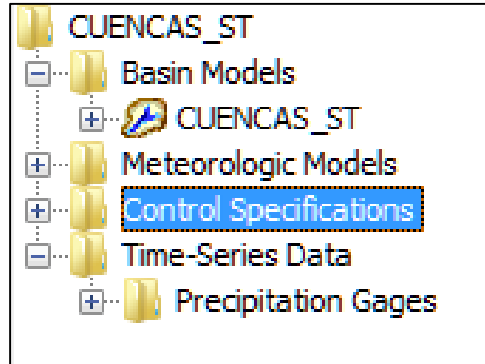 CUENCAS_ST
Basin Models
CUENCAS_ST
Meteorologic Models
Control Specifications
Time-Series Data
Precipitation Gages